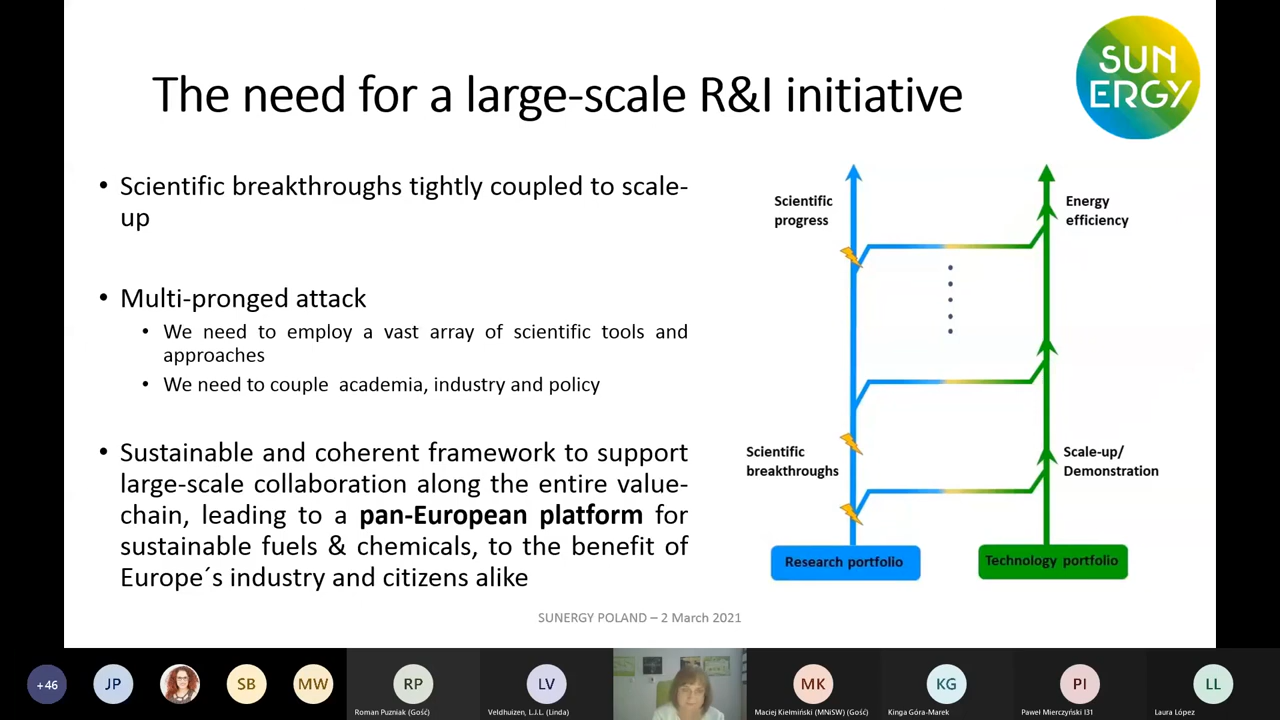 SUN
ERGY
The need for a large-scale R&I initiative
• Scientific breakthroughs tightly coupled to scale-
up
• Multi-pronged attack
• We need to employ a vast array of scientific tools and
approaches
• We need to couple academia, industry and policy
• Sustainable and coherent framework to support
large-scale collaboration along the entire value-
chain, leading to a pan-European platform for
sustainable fuels & chemicals, to the benefit of
Europe´s industry and citizens alike
Scientific
progress
Energy
efficiency
Scientific
breakthroughs
Scale-up/
Demonstration
Research portfolio
Technology portfolio
SUNERGY POLAND – 2 March 2021
+46
JP
SB
MW
RP
Roman Puzniak (Gość)
LV
Veldhuizen, L.J.L. (Linda)
MK
Maciej Kiełmiński (MNiSW) (Gość)
KG
Kinga Góra-Marek
PI
Paweł Mierczyński I31
LL
Laura López